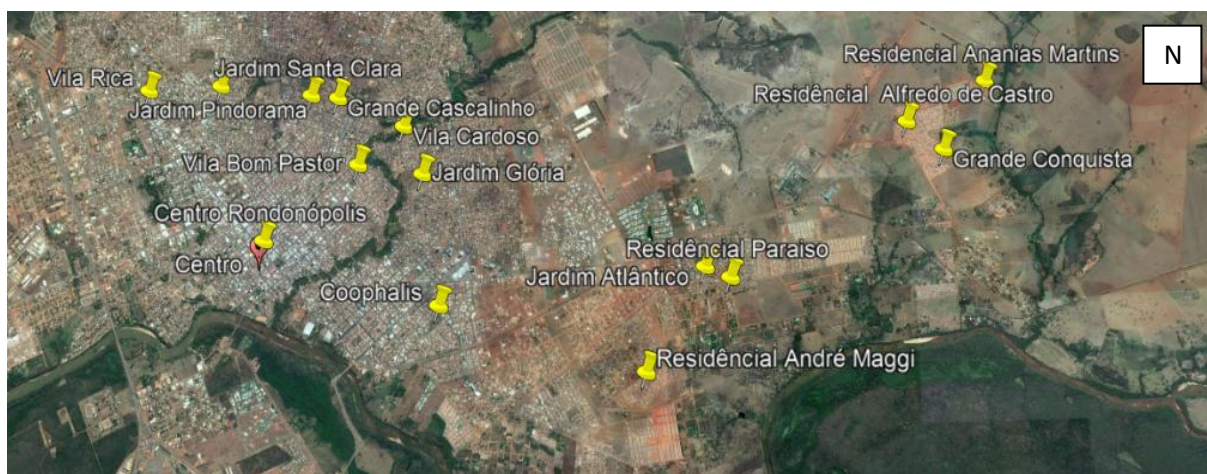 N
Residencial Ananias Martins
Vila Rica
Jardim Santa Clara
Residêncial Alfredo de Castro
Jardim Pindorama
Grande Cascalinho
Vila Cardoso
Grande Conquista
Vila Bom Pastor
Jardim Glória
Centro Rondonópolis
Residêncial Paraiso
Centro
Jardim Atlântico
Coophalis
Residêncial André Maggi